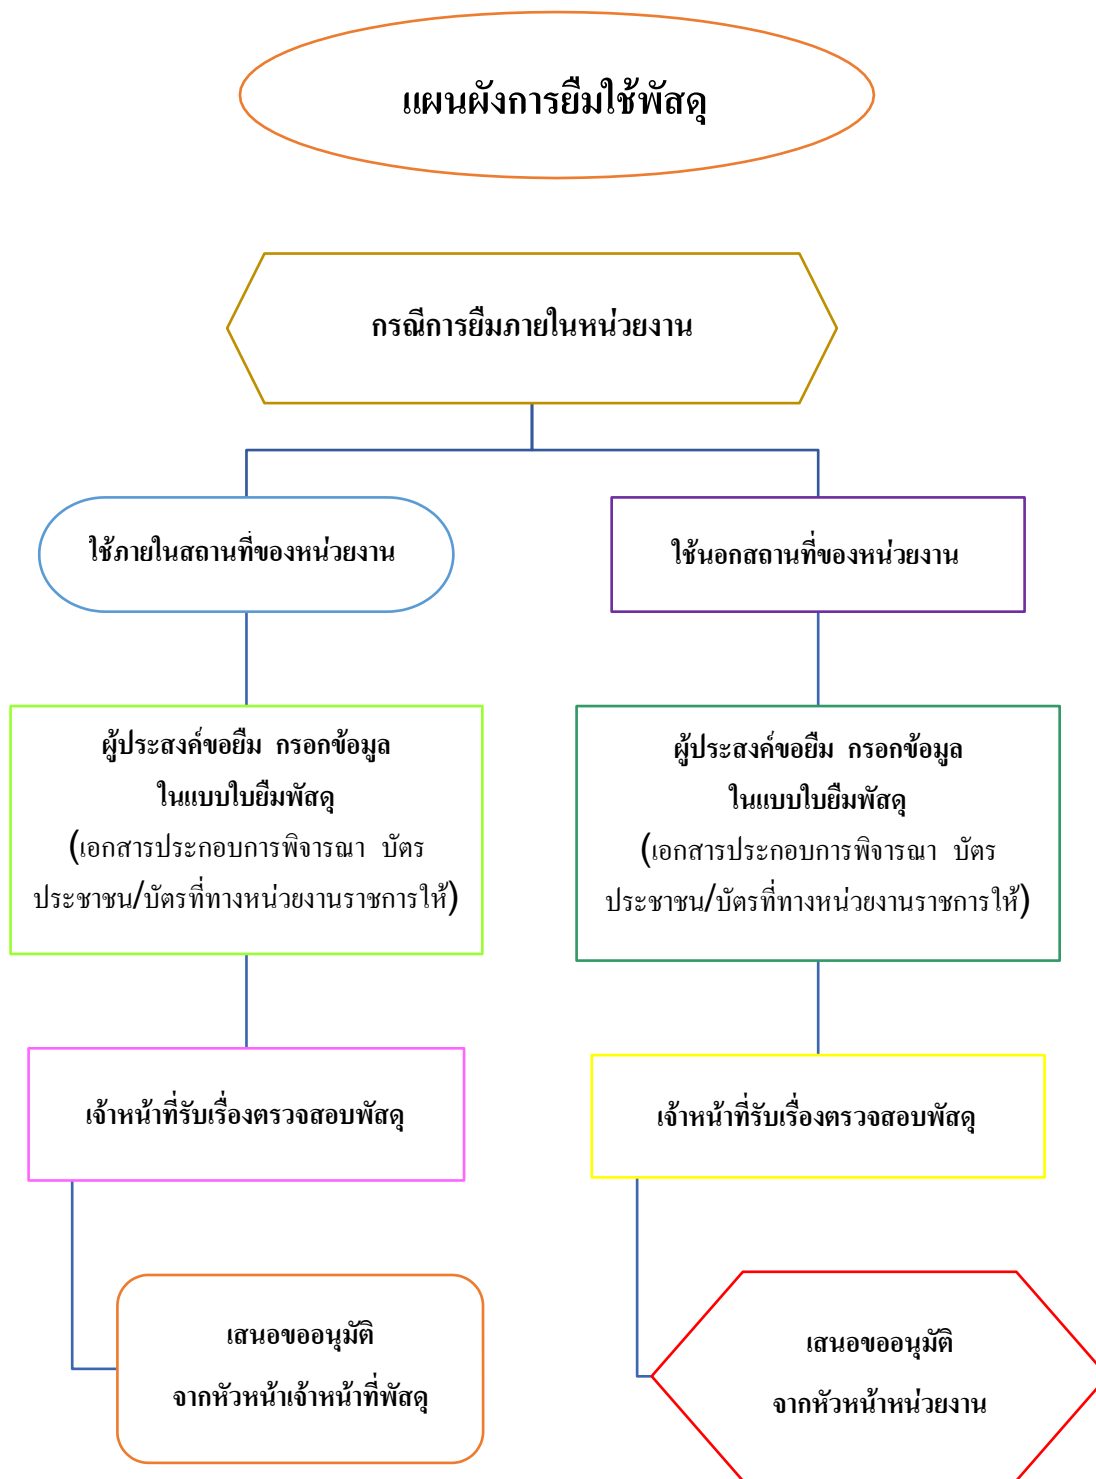 แผนผังการยืมใช้พัสดุ
กรณีการยืมภายในหน่วยงาน
ใช้ภายในสถานที่ของหน่วยงาน
ผู้ประสงค์ขอยืม กรอกข้อมูล
ในแบบใบยืมพัสดุ
(เอกสารประกอบการพิจารณา บัตร
ประชาชน/บัตรที่ทางหน่วยงานราชการให้)
เจ้าหน้าที่รับเรื่องตรวจสอบพัสดุ
เสนอขออนุมัติ
จากหัวหน้าเจ้าหน้าที่พัสดุ
ใช้นอกสถานที่ของหน่วยงาน
ผู้ประสงค์ขอยืม กรอกข้อมูล
ในแบบใบยืมพัสดุ
(เอกสารประกอบการพิจารณา บัตร
ประชาชน/บัตรที่ทางหน่วยงานราชการให้)
เจ้าหน้าที่รับเรื่องตรวจสอบพัสดุ
เสนอขออนุมัติ
จากหัวหน้าหน่วยงาน